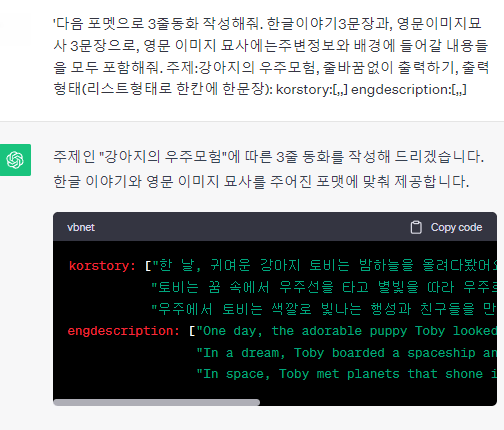 '다음 포멧으로 3줄동화 작성해줘. 한글이야기3문장과, 영문이미지묘
사 3문장으로, 영문 이미지 묘사에는주변정보와 배경에 들어갈 내용들
을 모두 포함해줘. 주제:강아지의 우주모험, 줄바꿈없이 출력하기, 출력
형태(리스트형태로 한칸에 한문장): korstory:[,,] engdescription:[,,]
주제인 "강아지의 우주모험"에 따른 3줄 동화를 작성해 드리겠습니다.
한글 이야기와 영문 이미지 묘사를 주어진 포맷에 맞춰 제공합니다.
vbnet Copy code
korstory: ["한 날, 귀여운 강아지 토비는 밤하늘을 올려다봤어
"토비는 꿈 속에서 우주선을 타고 별빛을 따라 우주로
"우주에서 토비는 색깔로 빛나는 행성과 친구들을 만
engdescription: ["One day, the adorable puppy Toby looked
"In a dream, Toby boarded a spaceship an
"In space, Toby met planets that shone i